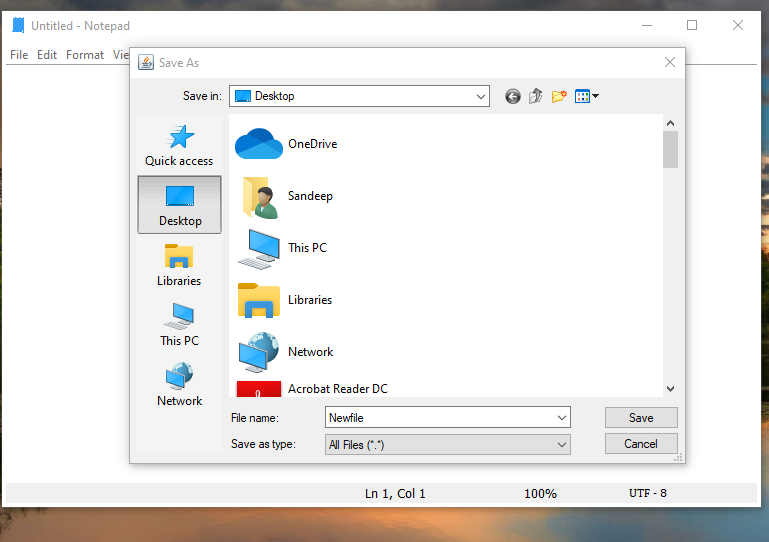 Untitled - Notepad
File Edit Format Vie
Save As
Save in: Desktop
Quick access
Desktop
Libraries
This PC
Network
OneDrive
Sandeep
This PC
Libraries
Network
Acrobat Reader DC
File name: Newfile Save
Save as type: All Files (*.*) Cancel
Ln 1, Col 1 100% UTF - 8